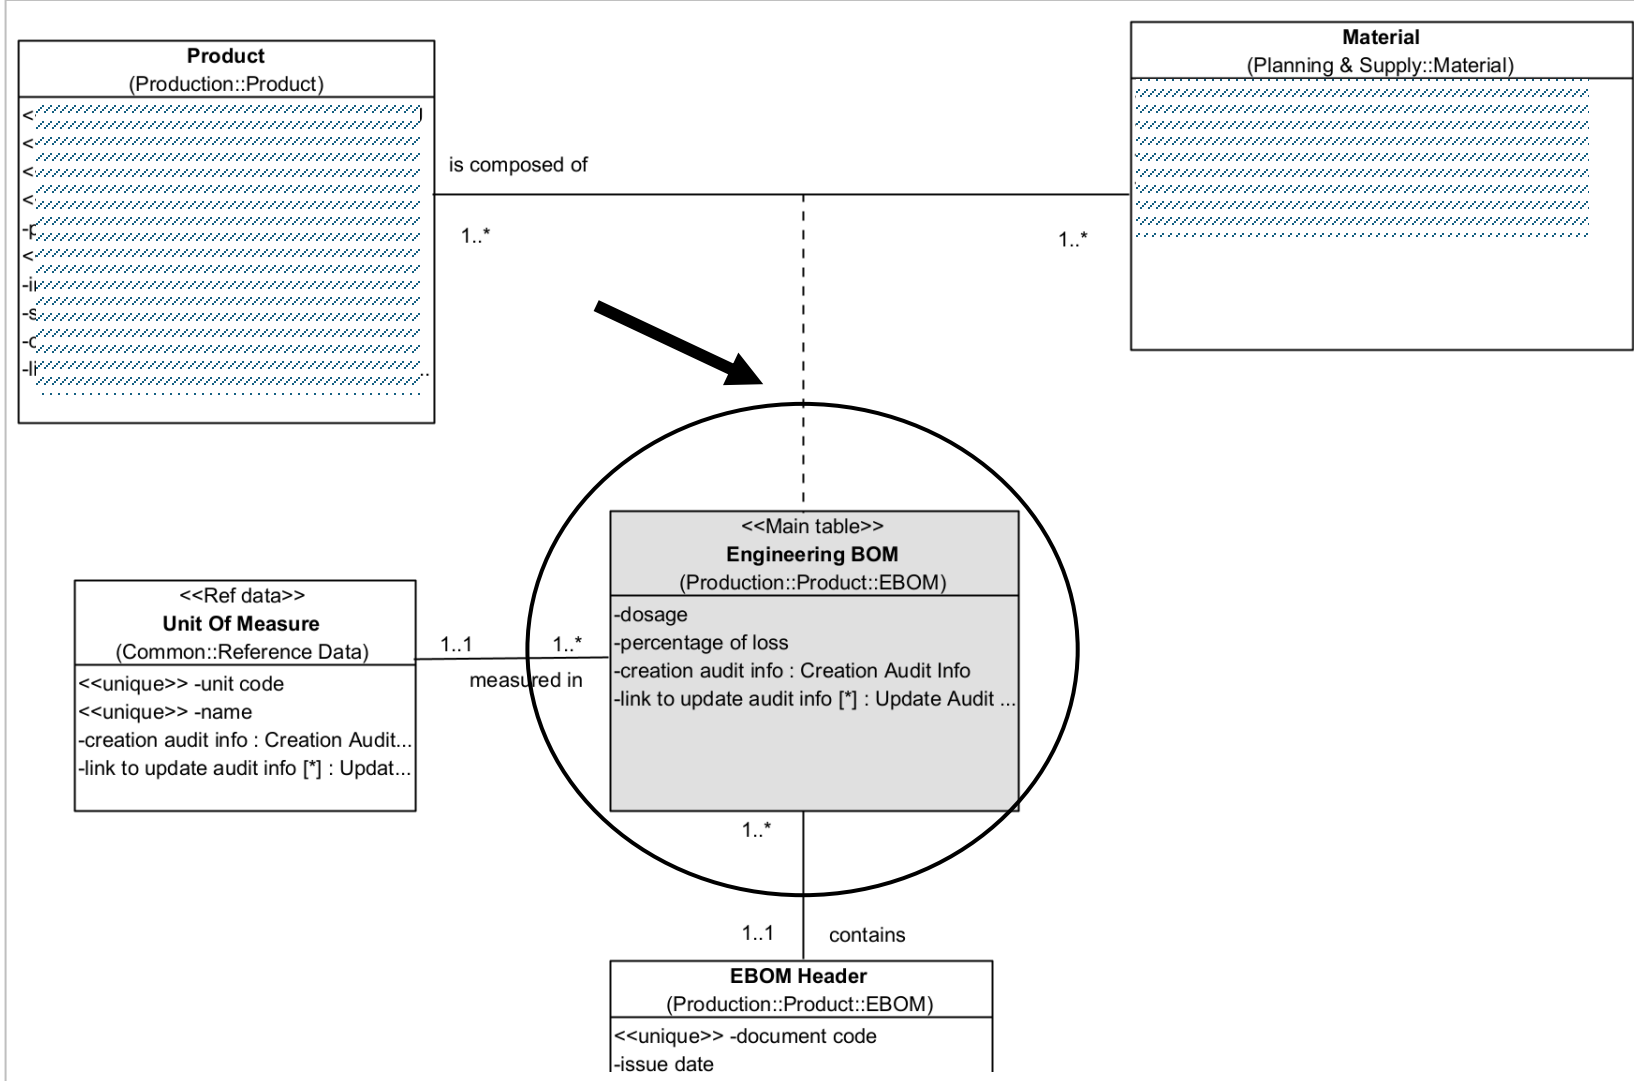 Product
(Production::Product)
Material
(Planning & Supply::Material)
is composed of
1..*
1..*
<<Main table>>
Engineering BOM
(Production::Product::EBOM)
-dosage
-percentage of loss
-creation audit info : Creation Audit Info
-link to update audit info [*] : Update Audit ...
<<Ref data>>
Unit Of Measure
(Common::Reference Data)
<<unique>> -unit code
<<unique>> -name
-creation audit info : Creation Audit...
-link to update audit info [*] : Updat...
1..1
1..*
measured in
1..*
1..1
contains
EBOM Header
(Production::Product::EBOM)
<<unique>> -document code
-issue date